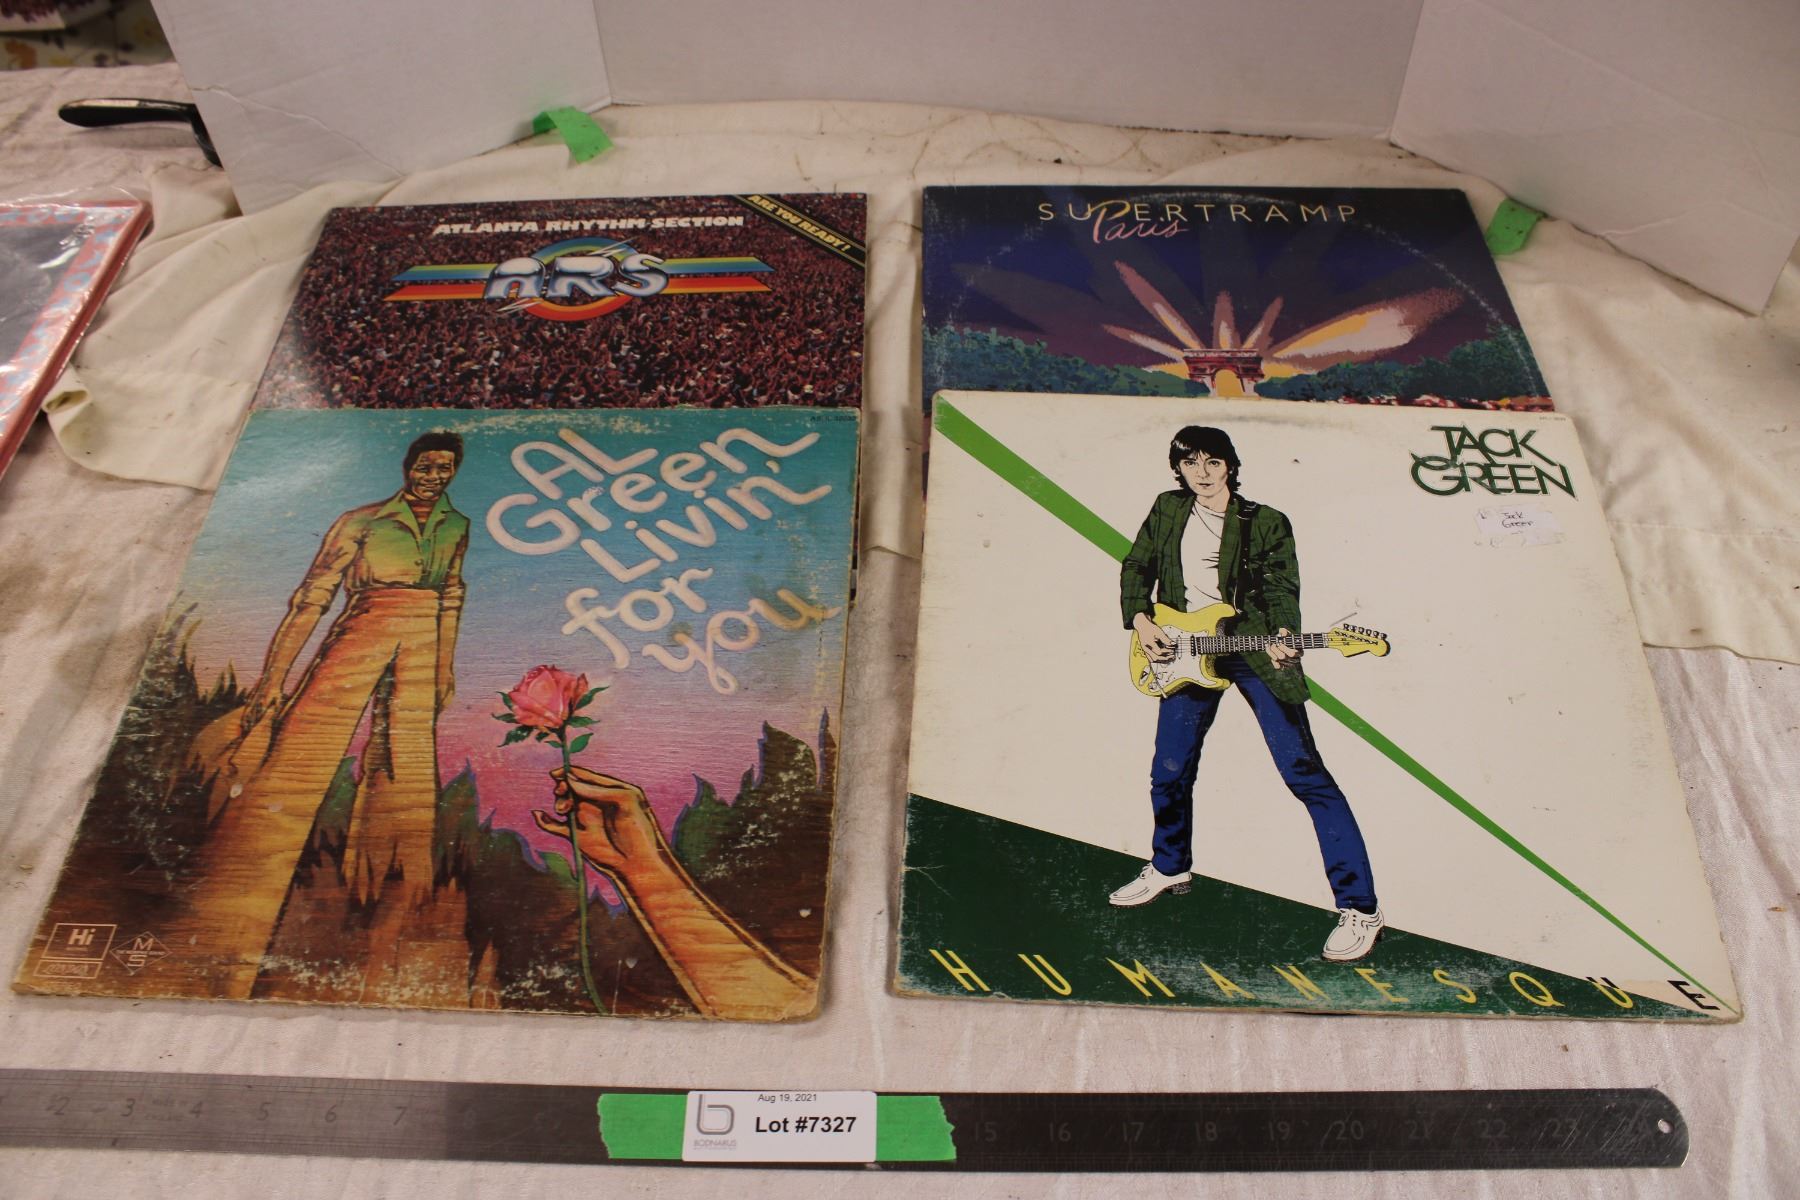 ATLANTA RHYTHM SECTION
ARE YOU READY!
ARS
SUPERTRAMP
Paris
AL
Green
Livin'
for
you
Hi
M
S
JACK
GREEN
Jack
Green
HUMANESQUE
2 3 4 5 6 7
15 16 17 18 19 20 21 22 23
Aug 19, 2021
Lot #7327
BODNARUS